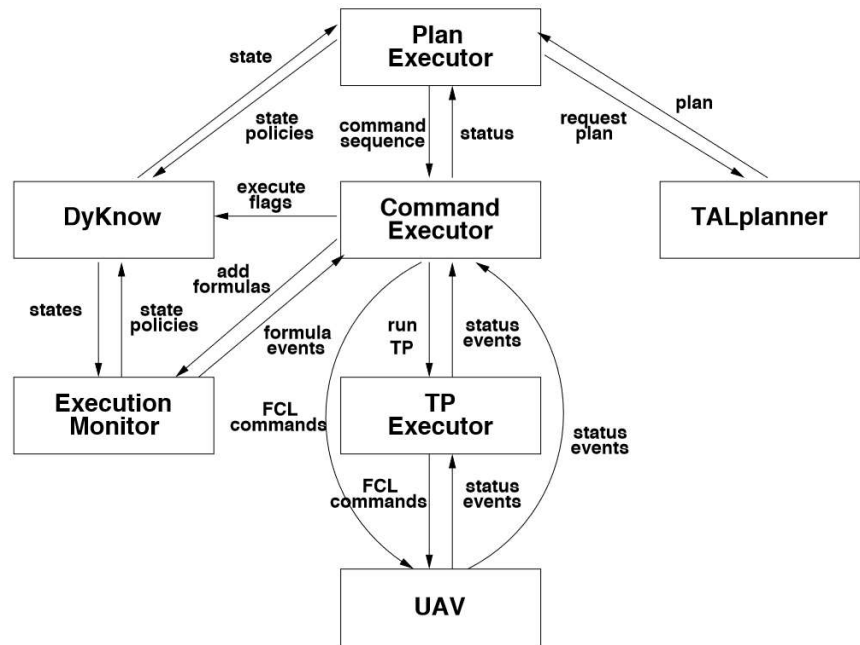 Plan
Executor
state
state
policies
command
sequence
status
request
plan
plan
DyKnow
execute
flags
Command
Executor
TALplanner
states
state
policies
add
formulas
formula
events
run
TP
status
events
Execution
Monitor
FCL
commands
TP
Executor
status
events
FCL
commands
status
events
UAV